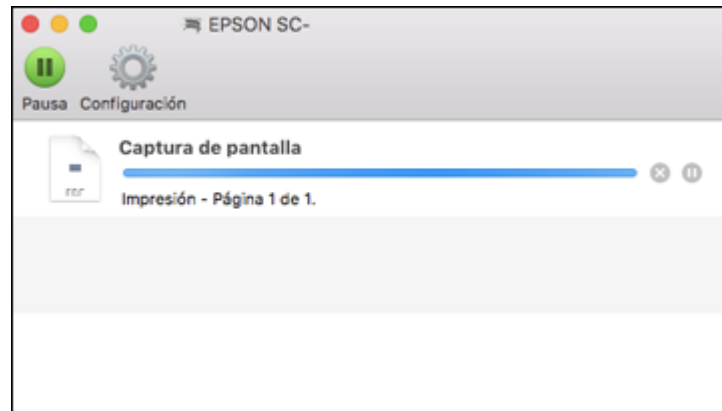 EPSON SC-
Pausa Configuración
Captura de pantalla
Impresión - Página 1 de 1.